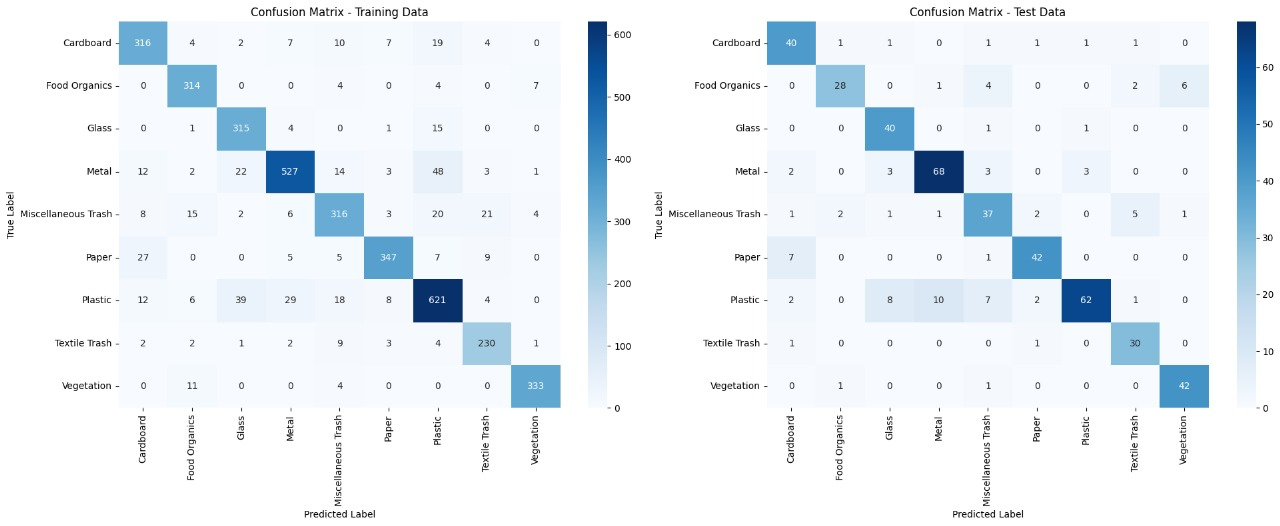 Confusion Matrix - Training Data
Cardboard 316 4 2 7 10 7 19 4 0
Food Organics 0 314 0 0 4 0 4 0 7
Glass 0 1 315 4 0 1 15 0 0
Metal 12 2 22 527 14 3 48 3 1
Miscellaneous Trash 8 15 2 6 316 3 20 21 4
Paper 27 0 0 5 5 347 7 9 0
Plastic 12 6 39 29 18 8 621 4 0
Textile Trash 2 2 1 2 9 3 4 230 1
Vegetation 0 11 0 0 4 0 0 0 333
True Label
Cardboard Food Organics Glass Metal Miscellaneous Trash Paper Plastic Textile Trash Vegetation
Predicted Label
600
500
400
300
200
100
0
Confusion Matrix - Test Data
Cardboard 40 1 1 0 1 1 1 1 0
Food Organics 0 28 0 1 4 0 0 2 6
Glass 0 0 40 0 1 0 1 0 0
Metal 2 0 3 68 3 0 3 0 0
Miscellaneous Trash 1 2 1 1 37 2 0 5 1
Paper 7 0 0 0 1 42 0 0 0
Plastic 2 0 8 10 7 2 62 1 0
Textile Trash 1 0 0 0 0 1 0 30 0
Vegetation 0 1 0 0 1 0 0 0 42
True Label
Cardboard Food Organics Glass Metal Miscellaneous Trash Paper Plastic Textile Trash Vegetation
Predicted Label
60
50
40
30
20
10
0